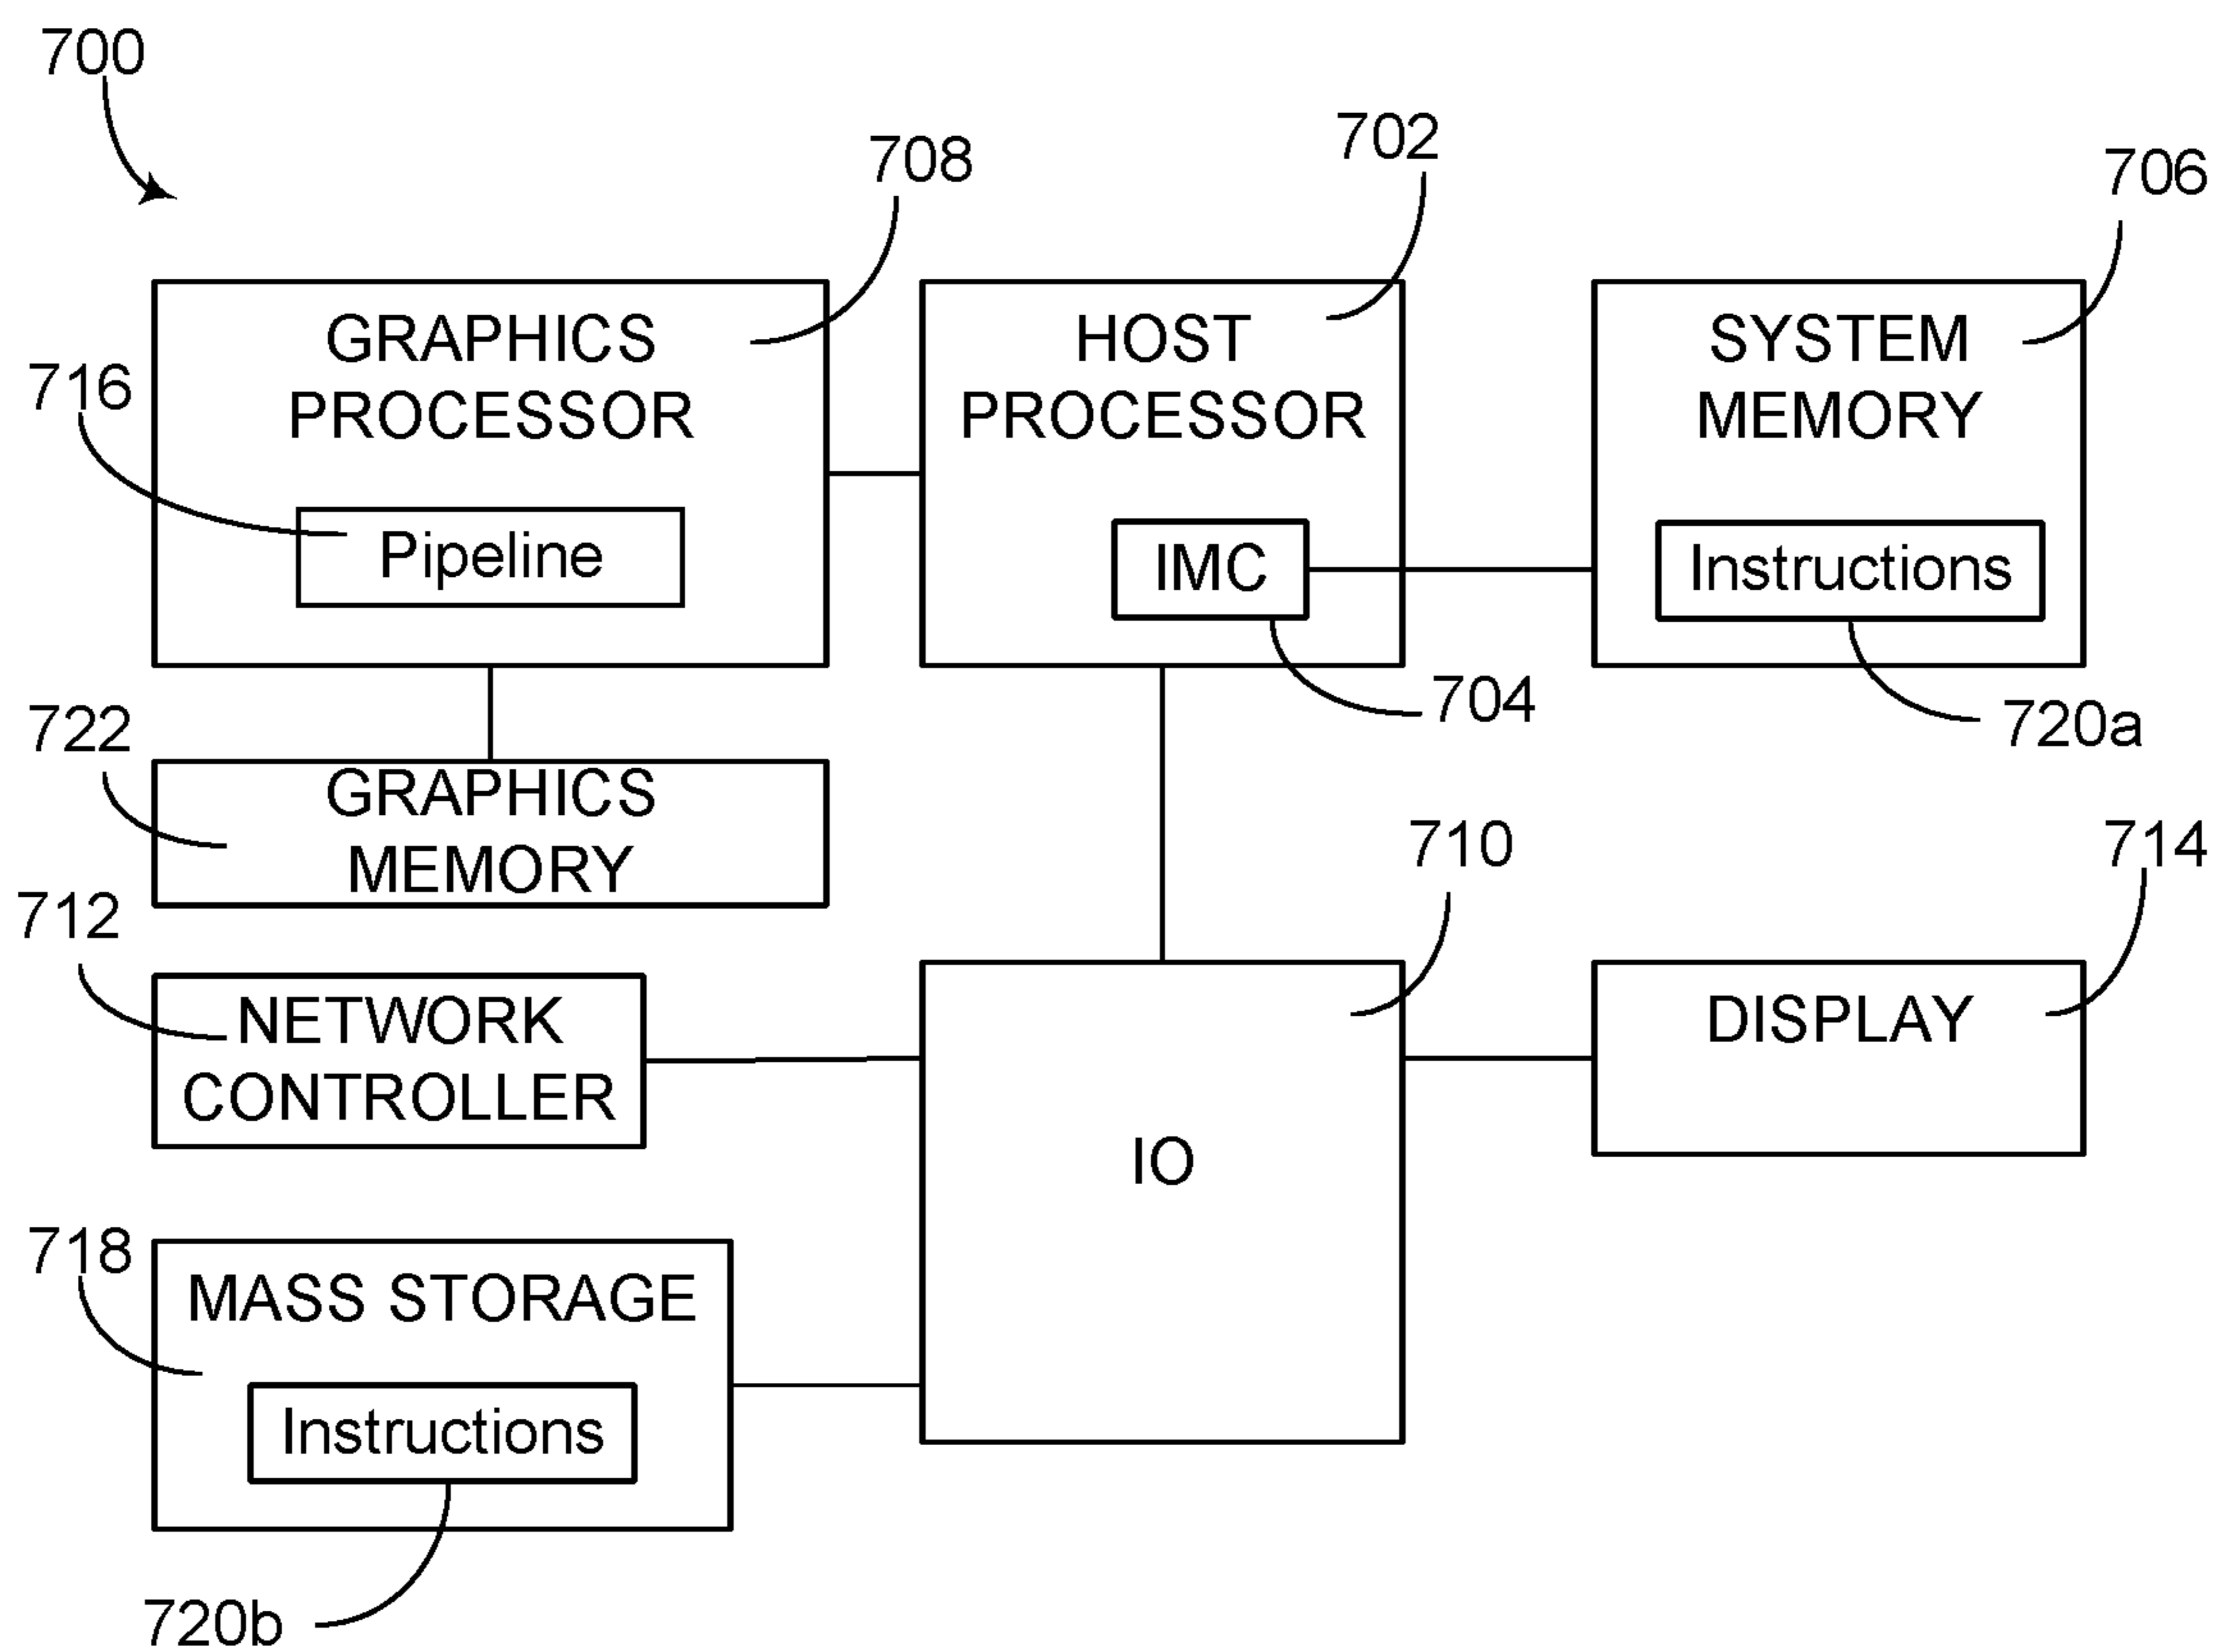 700
708
702
706
GRAPHICS
PROCESSOR
HOST
PROCESSOR
SYSTEM
MEMORY
716
Pipeline
IMC
Instructions
704
720a
722
GRAPHICS
MEMORY
710
714
712
NETWORK
CONTROLLER
IO
DISPLAY
718
MASS STORAGE
Instructions
720b